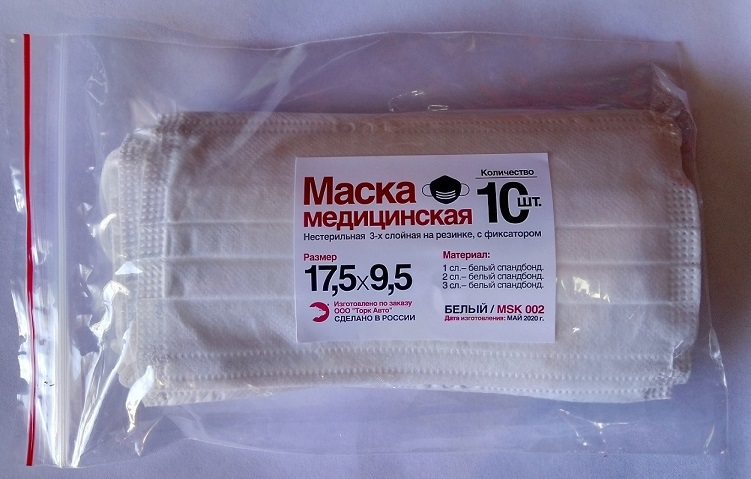 Маска
медицинская
Количество
10 шт.
Нестерильная 3-х слойная на резинке, с фиксатором
Размер
17,5x9,5
Материал:
1 сл.– белый спандбонд.
2 сл.– белый спандбонд.
3 сл.– белый спандбонд.
Изготовлено по заказу
ООО "Торк Авто"
СДЕЛАНО В РОССИИ
БЕЛЫЙ / MSK 002
Дата изготовления: МАЙ 2020 г.